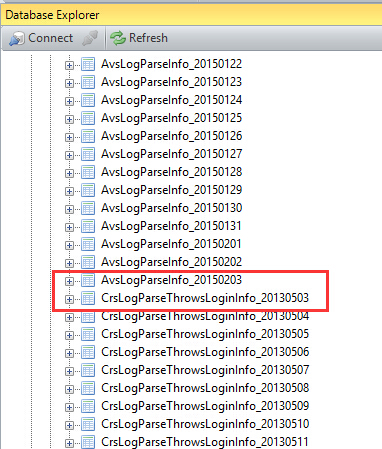 Database Explorer
Connect Refresh
AvsLogParseInfo_20150122
AvsLogParseInfo_20150123
AvsLogParseInfo_20150124
AvsLogParseInfo_20150125
AvsLogParseInfo_20150126
AvsLogParseInfo_20150127
AvsLogParseInfo_20150128
AvsLogParseInfo_20150129
AvsLogParseInfo_20150130
AvsLogParseInfo_20150131
AvsLogParseInfo_20150201
AvsLogParseInfo_20150202
AvsLogParseInfo_20150203
CrsLogParseThrowsLoginInfo_20130503
CrsLogParseThrowsLoginInfo_20130504
CrsLogParseThrowsLoginInfo_20130505
CrsLogParseThrowsLoginInfo_20130506
CrsLogParseThrowsLoginInfo_20130507
CrsLogParseThrowsLoginInfo_20130508
CrsLogParseThrowsLoginInfo_20130509
CrsLogParseThrowsLoginInfo_20130510
CrsLogParseThrowsLoginInfo_20130511